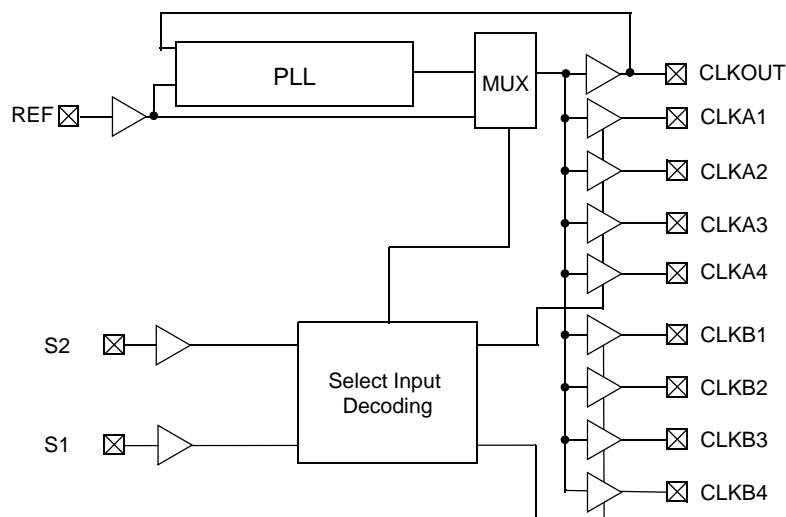 PLL
MUX
REF
CLKOUT
CLKA1
CLKA2
CLKA3
CLKA4
S2
S1
Select Input
Decoding
CLKB1
CLKB2
CLKB3
CLKB4